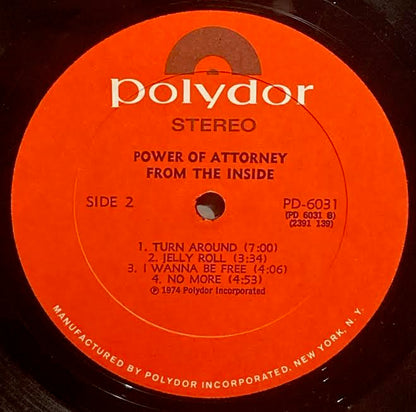 polydor
STEREO
POWER OF ATTORNEY
FROM THE INSIDE
SIDE 2
PD-6031
(PD 6031 B)
(2391 139)
1. TURN AROUND (7:00)
2. JELLY ROLL (3:34)
3. I WANNA BE FREE (4:06)
4. NO MORE (4:53)
℗ 1974 Polydor Incorporated
MANUFACTURED BY POLYDOR INCORPORATED, NEW YORK, N. Y.